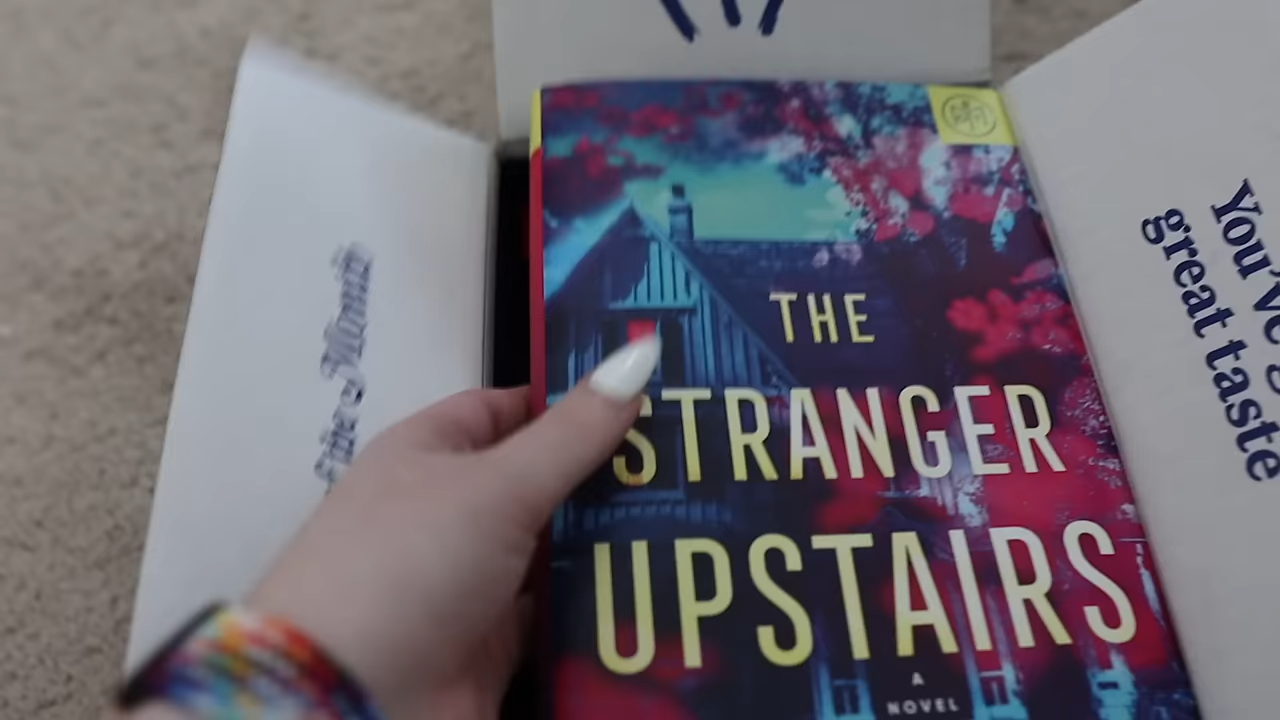 THE
STRANGER
UPSTAIRS
A
NOVEL
You've g
great taste